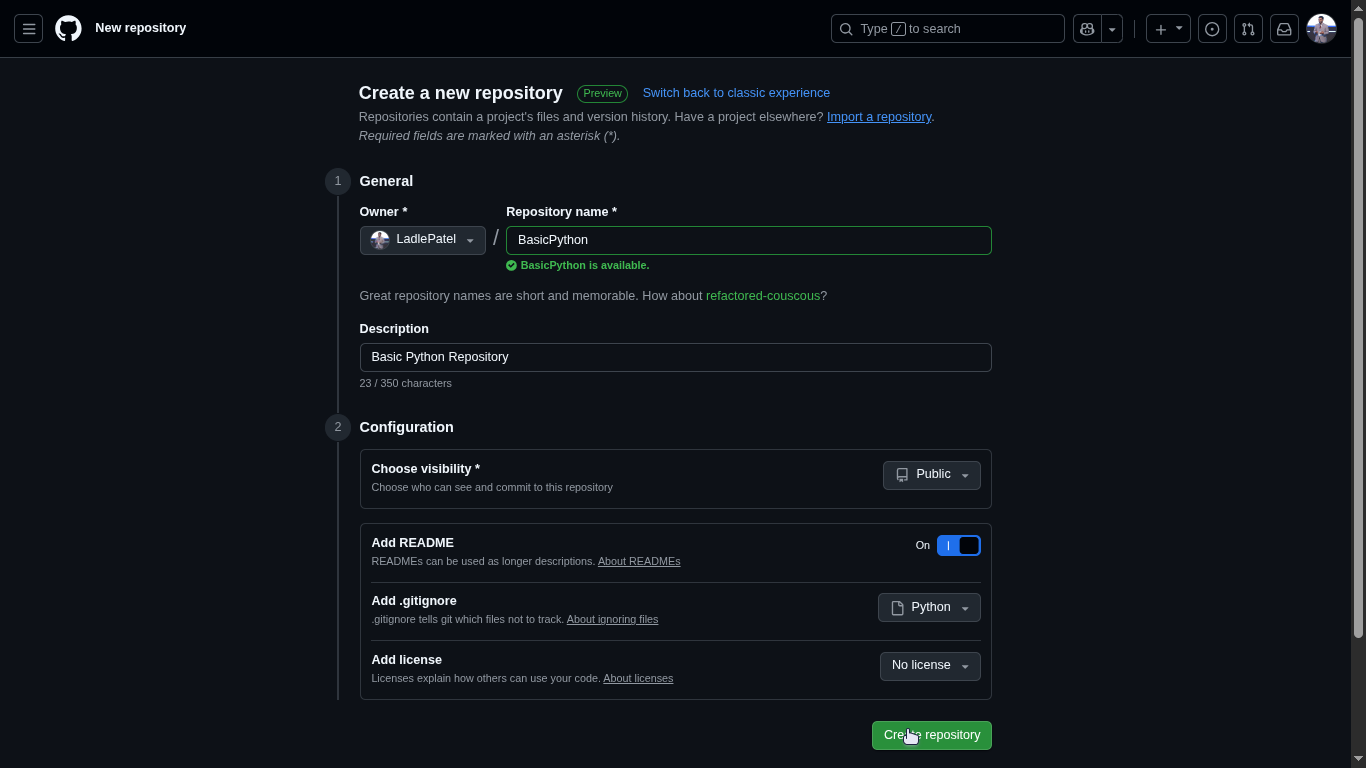 New repository
Type / to search
Create a new repository Preview Switch back to classic experience
Repositories contain a project's files and version history. Have a project elsewhere? Import a repository.
Required fields are marked with an asterisk (*).
1 General
Owner * Repository name *
LadlePatel / BasicPython
BasicPython is available.
Great repository names are short and memorable. How about refactored-couscous?
Description
Basic Python Repository
23 / 350 characters
2 Configuration
Choose visibility * Public
Choose who can see and commit to this repository
Add README On
READMEs can be used as longer descriptions. About READMEs
Add .gitignore Python
.gitignore tells git which files not to track. About ignoring files
Add license No license
Licenses explain how others can use your code. About licenses
Create repository